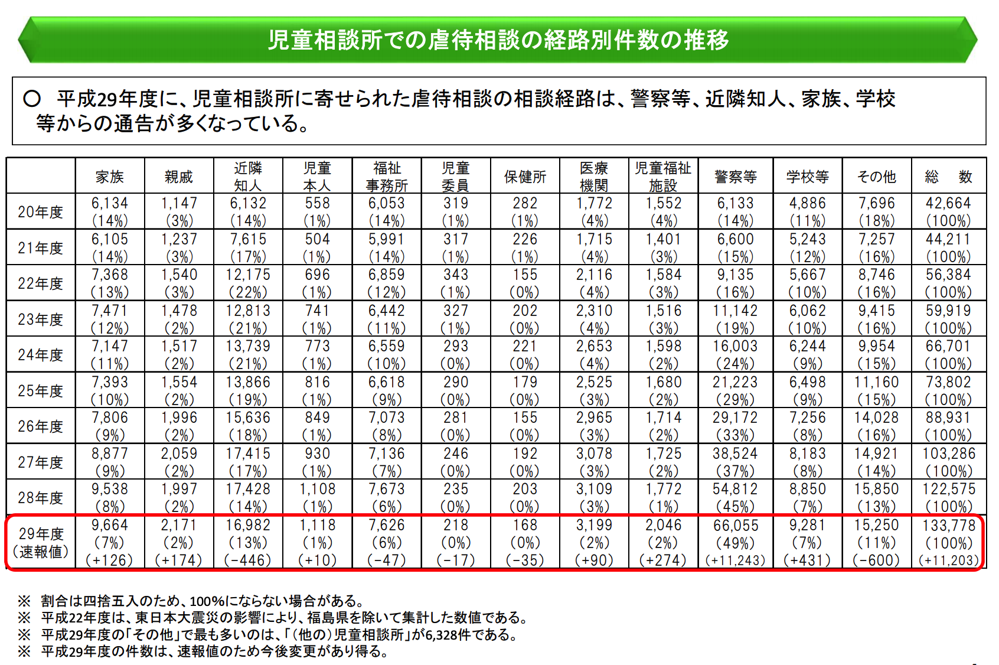 児童相談所での虐待相談の経路別件数の推移
○ 平成29年度に、児童相談所に寄せられた虐待相談の相談経路は、警察等、近隣知人、家族、学校
等からの通告が多くなっている。
家族 親戚 近隣知人 児童本人 福祉事務所 児童委員 保健所 医療機関 児童福祉施設 警察等 学校等 その他 総 数
20年度 6,134 1,147 6,132 558 6,053 319 282 1,772 1,552 6,133 4,886 7,696 42,664
(14%) (3%) (14%) (1%) (14%) (1%) (1%) (4%) (4%) (14%) (11%) (18%) (100%)
21年度 6,105 1,237 7,615 504 5,991 317 226 1,715 1,401 6,600 5,243 7,257 44,211
(14%) (3%) (17%) (1%) (14%) (1%) (1%) (4%) (3%) (15%) (12%) (16%) (100%)
22年度 7,368 1,540 12,175 696 6,859 343 155 2,116 1,584 9,135 5,667 8,746 56,384
(13%) (3%) (22%) (1%) (12%) (1%) (0%) (4%) (3%) (16%) (10%) (16%) (100%)
23年度 7,471 1,478 12,813 741 6,442 327 202 2,310 1,516 11,142 6,062 9,415 59,919
(12%) (2%) (21%) (1%) (11%) (1%) (0%) (4%) (3%) (19%) (10%) (16%) (100%)
24年度 7,147 1,517 13,739 773 6,559 293 221 2,653 1,598 16,003 6,244 9,954 66,701
(11%) (2%) (21%) (1%) (10%) (0%) (0%) (4%) (2%) (24%) (9%) (15%) (100%)
25年度 7,393 1,554 13,866 816 6,618 290 179 2,525 1,680 21,223 6,498 11,160 73,802
(10%) (2%) (19%) (1%) (9%) (0%) (0%) (3%) (2%) (29%) (9%) (15%) (100%)
26年度 7,806 1,996 15,636 849 7,073 281 155 2,965 1,714 29,172 7,256 14,028 88,931
(9%) (2%) (18%) (1%) (8%) (0%) (0%) (3%) (2%) (33%) (8%) (16%) (100%)
27年度 8,877 2,059 17,415 930 7,136 246 192 3,078 1,725 38,524 8,183 14,921 103,286
(9%) (2%) (17%) (1%) (7%) (0%) (0%) (3%) (2%) (37%) (8%) (14%) (100%)
28年度 9,538 1,997 17,428 1,108 7,673 235 203 3,109 1,772 54,812 8,850 15,850 122,575
(8%) (2%) (14%) (1%) (6%) (0%) (0%) (3%) (1%) (45%) (7%) (13%) (100%)
29年度 9,664 2,171 16,982 1,118 7,626 218 168 3,199 2,046 66,055 9,281 15,250 133,778
(速報値) (7%) (2%) (13%) (1%) (6%) (0%) (0%) (2%) (2%) (49%) (7%) (11%) (100%)
(+126) (+174) (-446) (+10) (-47) (-17) (-35) (+90) (+274) (+11,243) (+431) (-600) (+11,203)
※ 割合は四捨五入のため、100%にならない場合がある。
※ 平成22年度は、東日本大震災の影響により、福島県を除いて集計した数値である。
※ 平成29年度の「その他」で最も多いのは、「(他の)児童相談所」が6,328件である。
※ 平成29年度の件数は、速報値のため今後変更があり得る。